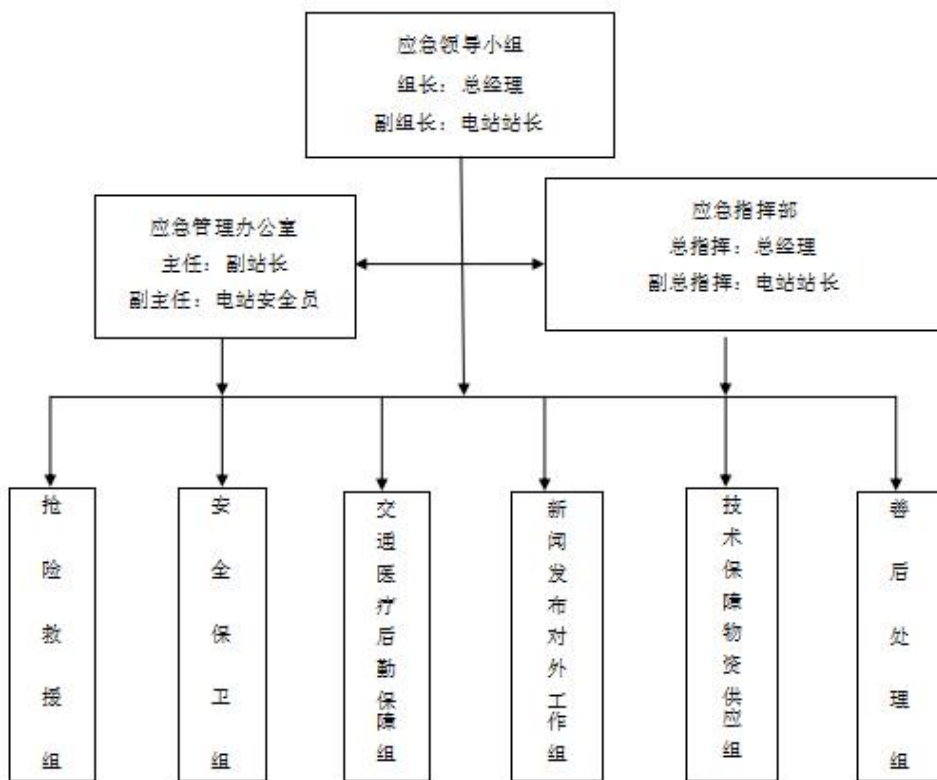 应急领导小组
组长：总经理
副组长：电站站长
应急管理办公室
主任：副站长
副主任：电站安全员
应急指挥部
总指挥：总经理
副总指挥：电站站长
抢险救援组
安全保卫组
交通医疗后勤保障组
新闻发布对外工作组
技术保障物资供应组
善后处理组